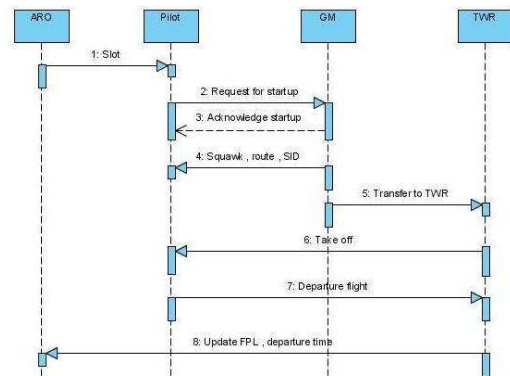 ARO
Pilot
GM
TWR
1: Slot
2: Request for startup
3: Acknowledge startup
4: Squawk , route , SID
5: Transfer to TWR
6: Take off
7: Departure flight
8: Update FPL , departure time